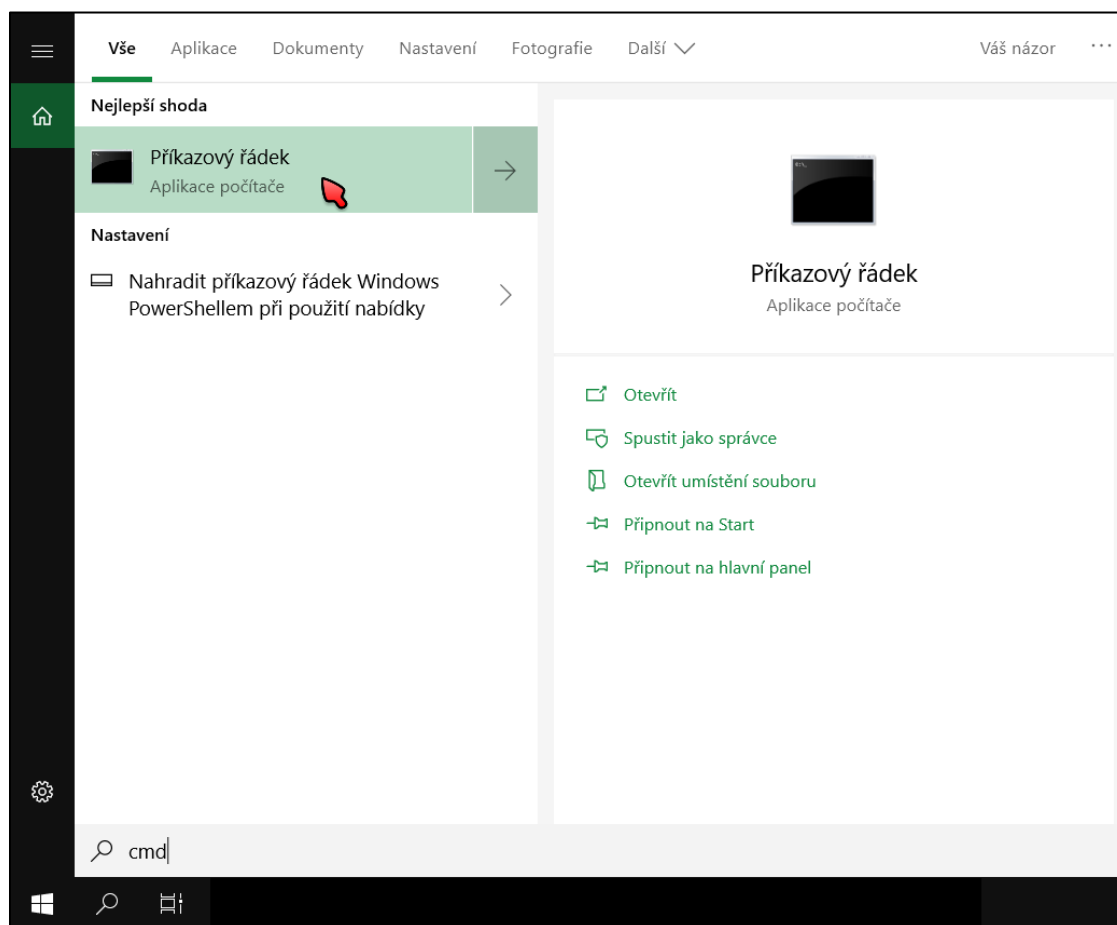 Vše Aplikace Dokumenty Nastavení Fotografie Další Váš názor ...
Nejlepší shoda
Příkazový řádek
Aplikace počítače
Nastavení
Nahradit příkazový řádek Windows
PowerShellem při použití nabídky
Příkazový řádek
Aplikace počítače
Otevřít
Spustit jako správce
Otevřít umístění souboru
Připnout na Start
Připnout na hlavní panel
cmd